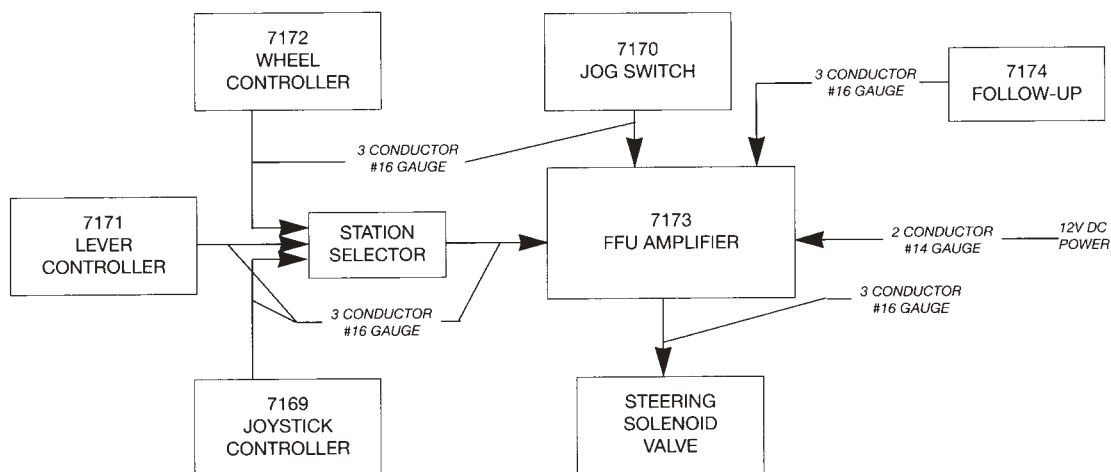 7172
WHEEL
CONTROLLER
7170
JOG SWITCH
3 CONDUCTOR
#16 GAUGE
7174
FOLLOW-UP
3 CONDUCTOR
#16 GAUGE
7171
LEVER
CONTROLLER
STATION
SELECTOR
7173
FFU AMPLIFIER
2 CONDUCTOR
#14 GAUGE
12V DC
POWER
3 CONDUCTOR
#16 GAUGE
3 CONDUCTOR
#16 GAUGE
7169
JOYSTICK
CONTROLLER
STEERING
SOLENOID
VALVE